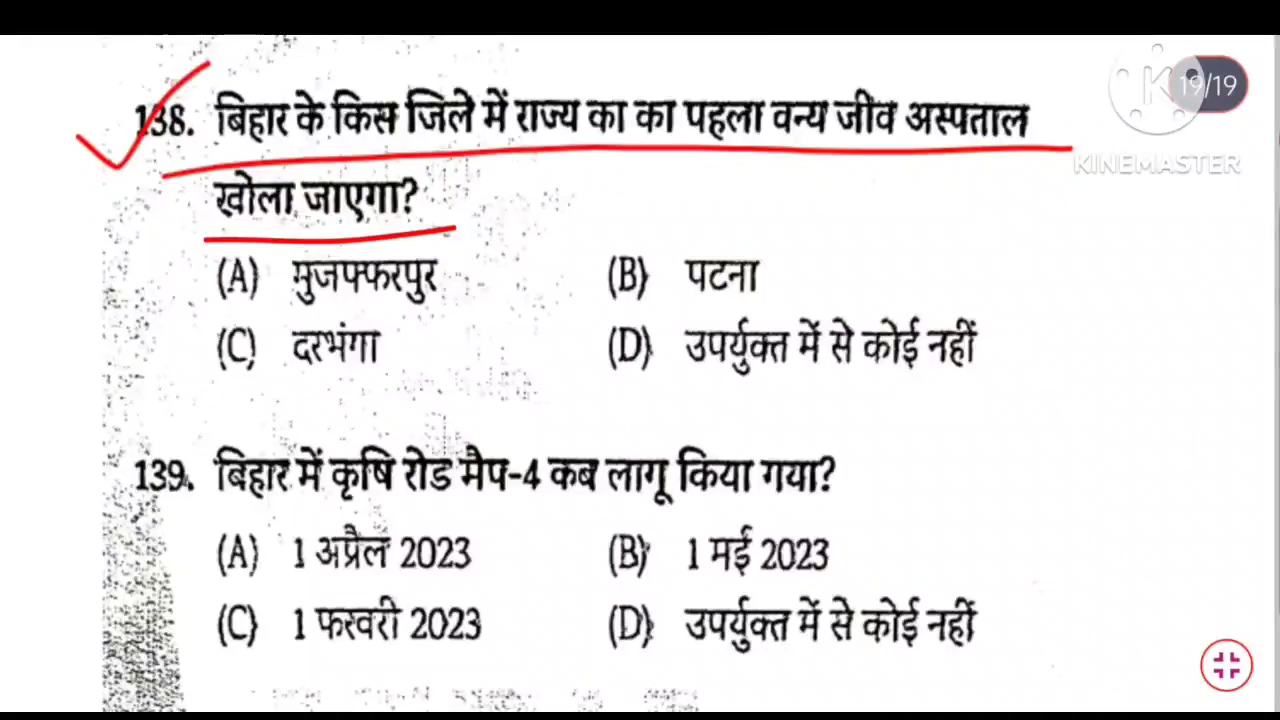 19/19
KINEMASTER
138. बिहार के किस जिले में राज्य का का पहला वन्य जीव अस्पताल
खोला जाएगा?
(A) मुजफ्फरपुर (B) पटना
(C) दरभंगा (D) उपर्युक्त में से कोई नहीं
139. बिहार में कृषि रोड मैप-4 कब लागू किया गया?
(A) 1 अप्रैल 2023 (B) 1 मई 2023
(C) 1 फरवरी 2023 (D) उपर्युक्त में से कोई नहीं